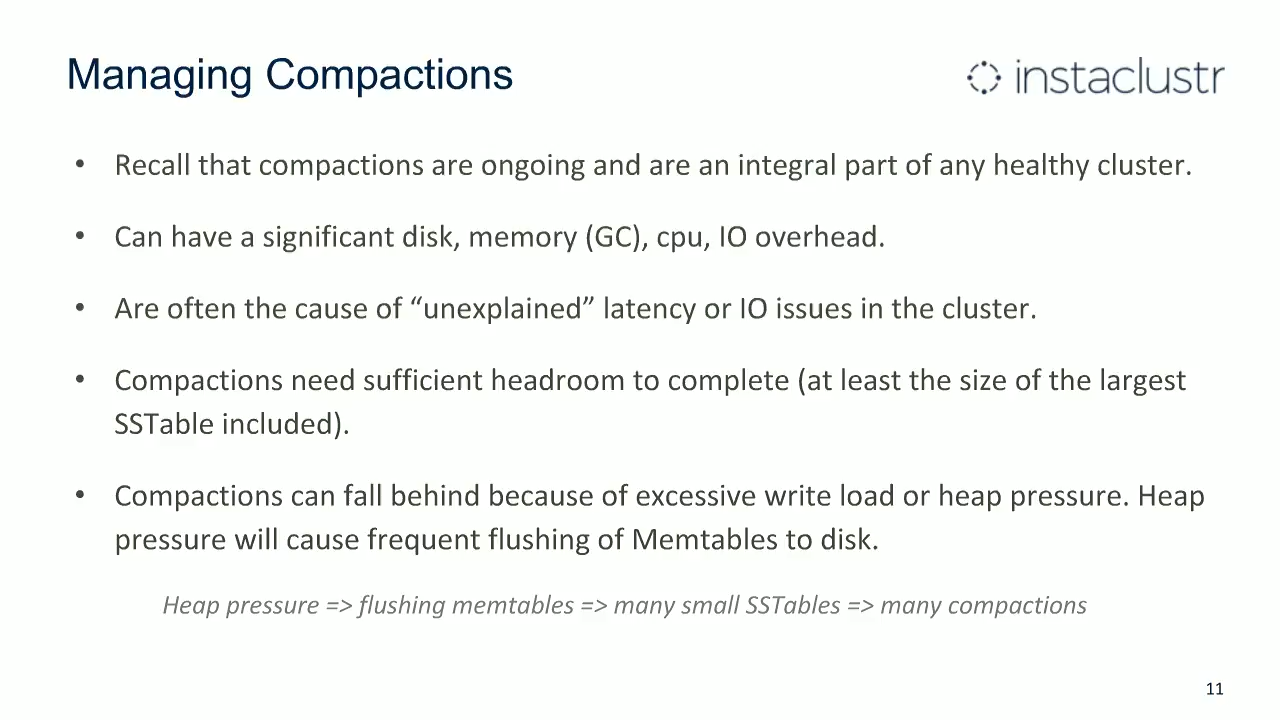 Managing Compactions
instaclustr
• Recall that compactions are ongoing and are an integral part of any healthy cluster.
• Can have a significant disk, memory (GC), cpu, IO overhead.
• Are often the cause of “unexplained” latency or IO issues in the cluster.
• Compactions need sufficient headroom to complete (at least the size of the largest
SSTable included).
• Compactions can fall behind because of excessive write load or heap pressure. Heap
pressure will cause frequent flushing of Memtables to disk.
Heap pressure => flushing memtables => many small SSTables => many compactions
11